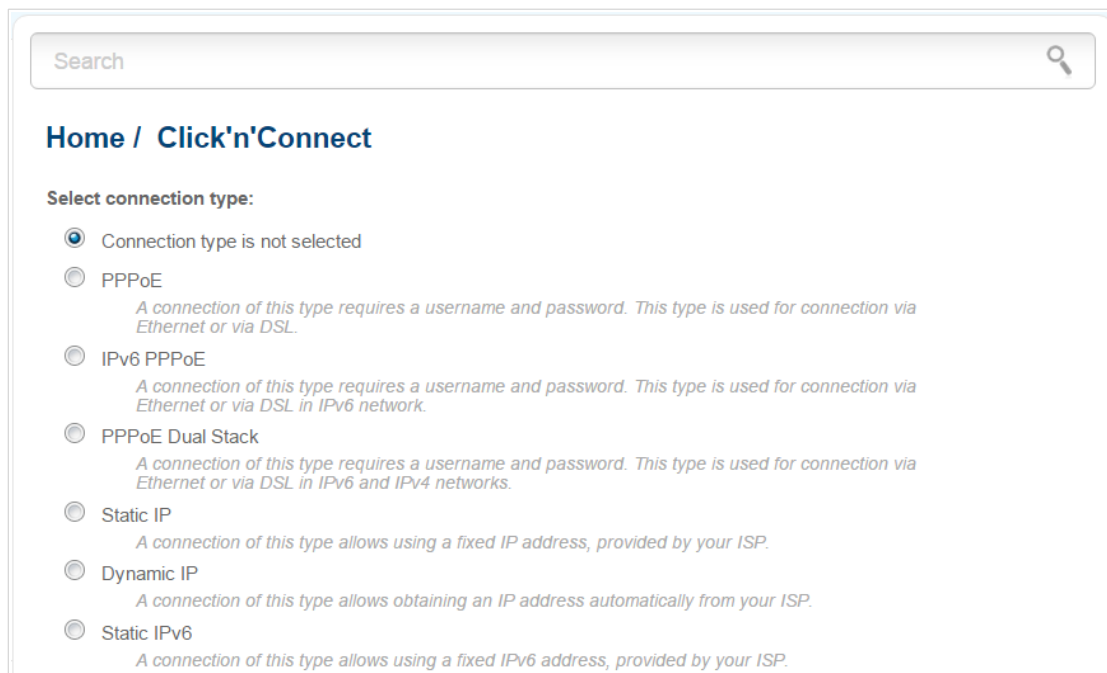 Search
Home / Click'n'Connect
Select connection type:
Connection type is not selected
PPPoE
A connection of this type requires a username and password. This type is used for connection via
Ethernet or via DSL.
IPv6 PPPoE
A connection of this type requires a username and password. This type is used for connection via
Ethernet or via DSL in IPv6 network.
PPPoE Dual Stack
A connection of this type requires a username and password. This type is used for connection via
Ethernet or via DSL in IPv6 and IPv4 networks.
Static IP
A connection of this type allows using a fixed IP address, provided by your ISP.
Dynamic IP
A connection of this type allows obtaining an IP address automatically from your ISP.
Static IPv6
A connection of this type allows using a fixed IPv6 address, provided by your ISP.